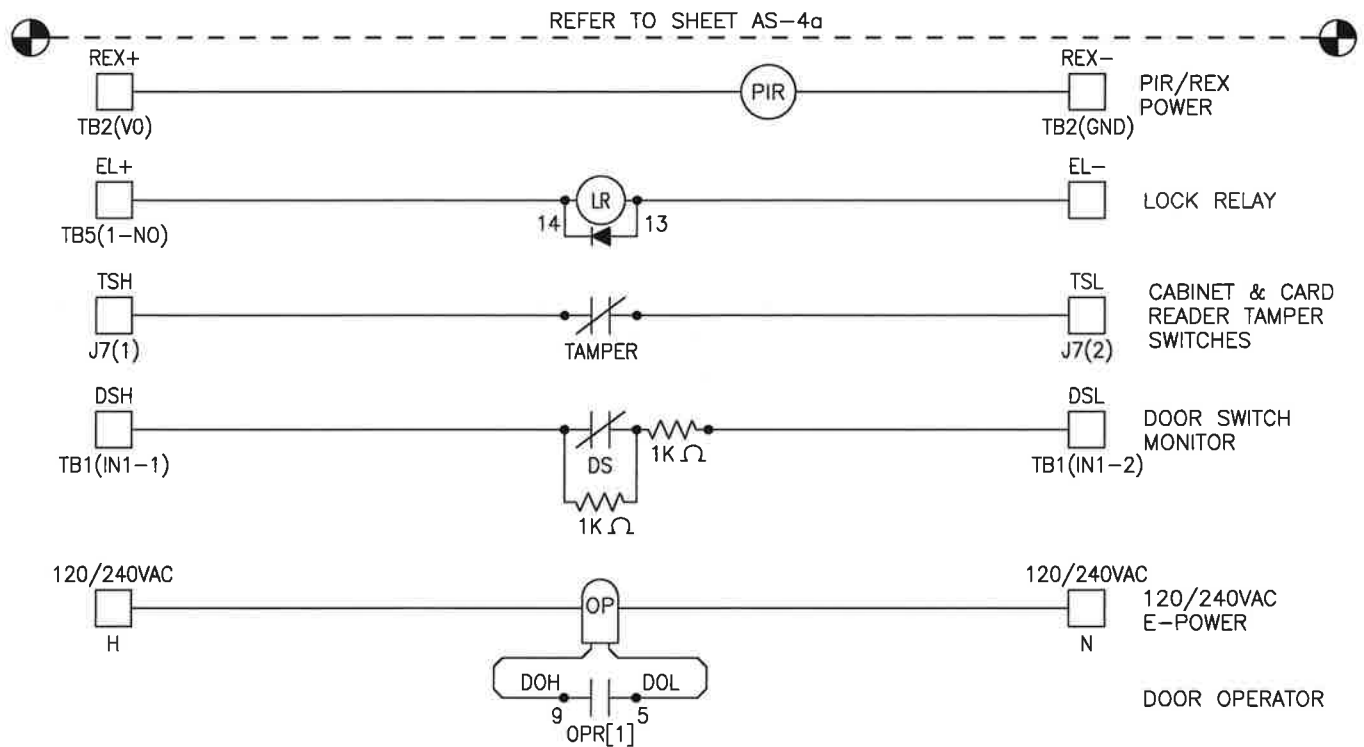 REFER TO SHEET AS-4a
REX+
PIR
REX-
PIR/REX
POWER
TB2(V0)
TB2(GND)
EL+
LR
EL-
LOCK RELAY
14
13
TB5(1-NO)
TSH
TSL
CABINET & CARD
READER TAMPER
SWITCHES
J7(1)
TAMPER
J7(2)
DSH
DSL
DOOR SWITCH
MONITOR
TB1(IN1-1)
DS
1K Ω
TB1(IN1-2)
1K Ω
120/240VAC
OP
120/240VAC
120/240VAC
E-POWER
H
N
DOH
DOL
DOOR OPERATOR
9
5
OPR[1]